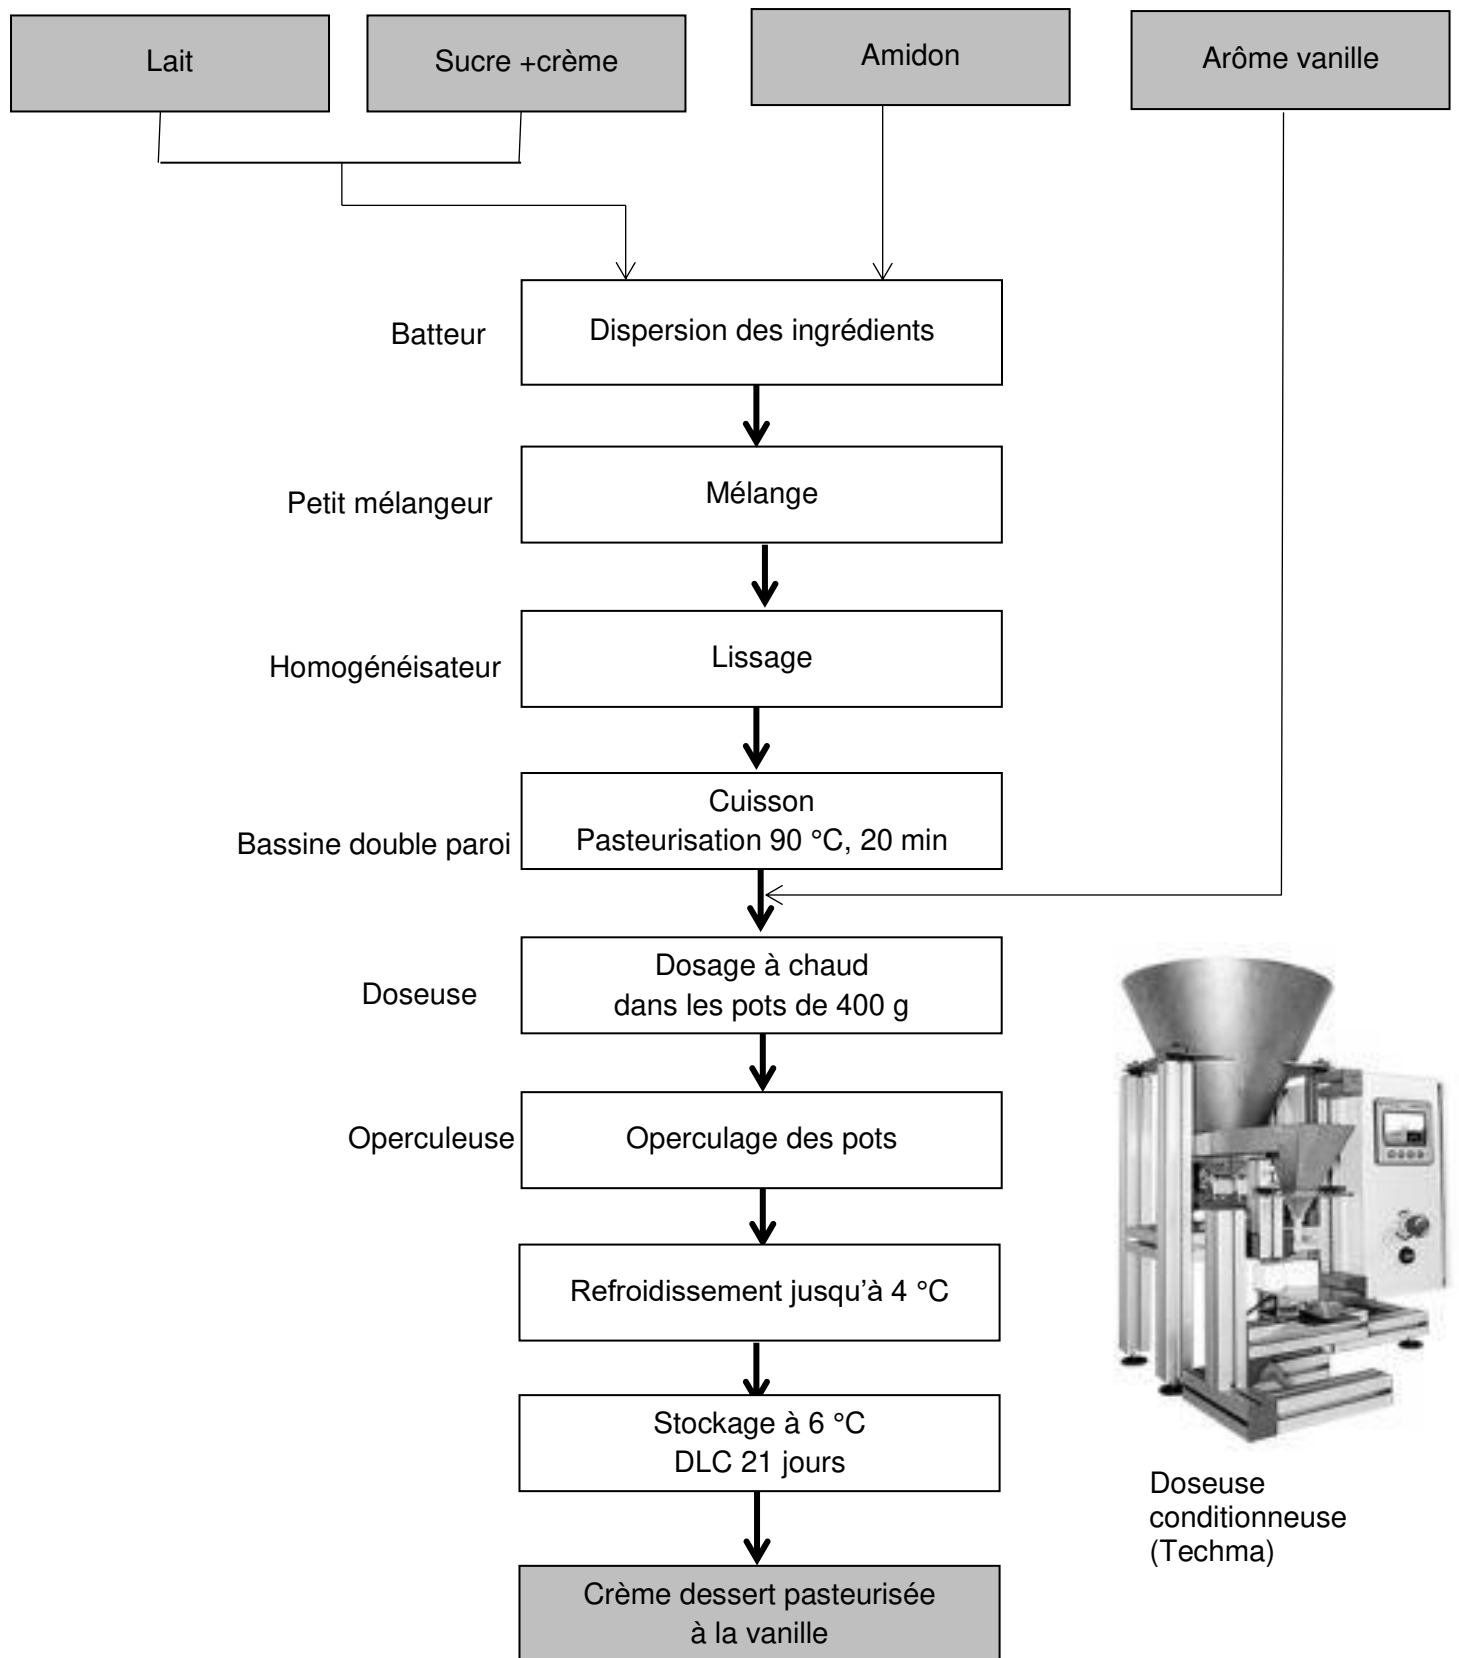 Lait
Sucre +crème
Amidon
Arôme vanille
Batteur
Dispersion des ingrédients
Petit mélangeur
Mélange
Homogénéisateur
Lissage
Bassine double paroi
Cuisson
Pasteurisation 90 °C, 20 min
Doseuse
Dosage à chaud
dans les pots de 400 g
Operculeuse
Operculage des pots
Refroidissement jusqu'à 4 °C
Stockage à 6 °C
DLC 21 jours
Doseuse
conditionneuse
(Techma)
Crème dessert pasteurisée
à la vanille